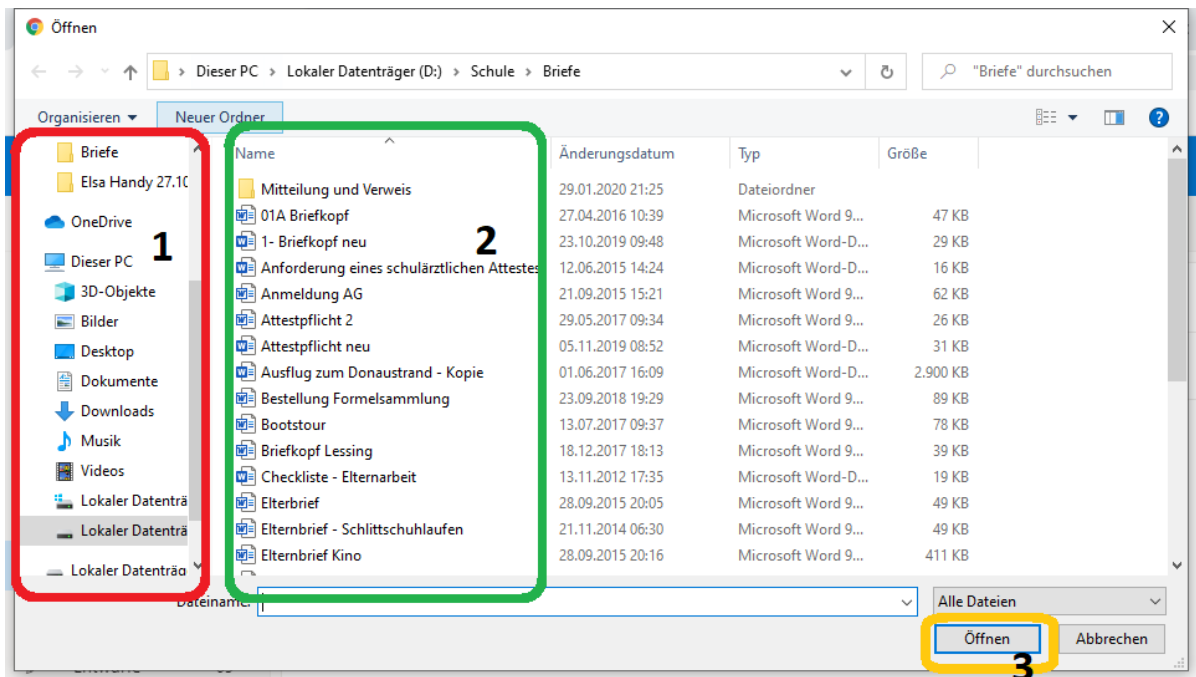 Öffnen
Dieser PC > Lokaler Datenträger (D:) > Schule > Briefe
"Briefe" durchsuchen
Organisieren
Neuer Ordner
Briefe
Elsa Handy 27.10
OneDrive
1
Dieser PC
3D-Objekte
Bilder
Desktop
Dokumente
Downloads
Musik
Videos
Lokaler Datenträ
Lokaler Datenträ
Lokaler Datenträg
2
Name Änderungsdatum Typ Größe
Mitteilung und Verweis 29.01.2020 21:25 Dateiordner
01A Briefkopf 27.04.2016 10:39 Microsoft Word 9... 47 KB
1- Briefkopf neu 23.10.2019 09:48 Microsoft Word-D... 29 KB
Anforderung eines schulärztlichen Attestes 12.06.2015 14:24 Microsoft Word-D... 16 KB
Anmeldung AG 21.09.2015 15:21 Microsoft Word 9... 62 KB
Attestpflicht 2 29.05.2017 09:34 Microsoft Word 9... 26 KB
Attestpflicht neu 05.11.2019 08:52 Microsoft Word-D... 31 KB
Ausflug zum Donaustrand - Kopie 01.06.2017 16:09 Microsoft Word-D... 2.900 KB
Bestellung Formelsammlung 23.09.2018 19:29 Microsoft Word 9... 89 KB
Bootstour 13.07.2017 09:37 Microsoft Word 9... 78 KB
Briefkopf Lessing 18.12.2017 18:13 Microsoft Word 9... 39 KB
Checkliste - Elternarbeit 13.11.2012 17:35 Microsoft Word-D... 19 KB
Elterbrief 28.09.2015 20:05 Microsoft Word 9... 49 KB
Elternbrief - Schlittschuhlaufen 21.11.2014 06:30 Microsoft Word 9... 49 KB
Elternbrief Kino 28.09.2015 20:16 Microsoft Word 9... 411 KB
Dateiname:
Alle Dateien
Öffnen
Abbrechen
3